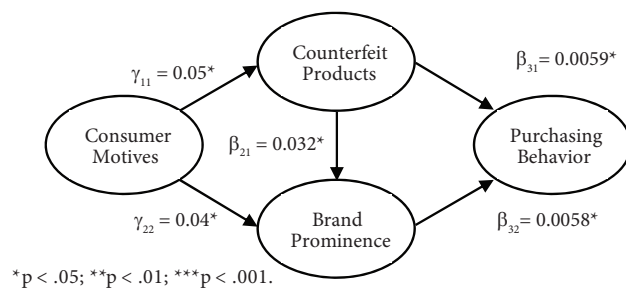 Counterfeit
Products
γ11 = 0.05*
β31 = 0.0059*
Consumer
Motives
β21 = 0.032*
Purchasing
Behavior
γ22 = 0.04*
Brand
Prominence
β32 = 0.0058*
*p < .05; **p < .01; ***p < .001.